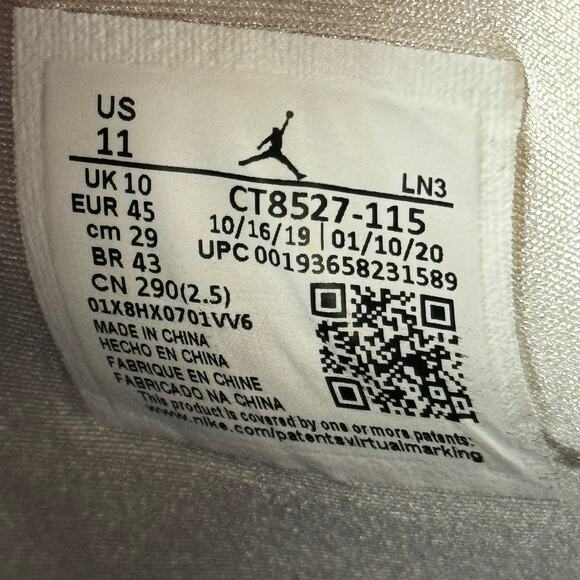 US
11
LN3
UK 10
EUR 45
cm 29
BR 43
CN 290(2.5)
CT8527-115
10/16/19 | 01/10/20
UPC 00193658231589
01X8HX0701VV6
MADE IN CHINA
HECHO EN CHINA
FABRIQUE EN CHINE
FABRICADO NA CHINA
This product is covered by one or more patents:
www.nike.com/patentsvirtualmarking